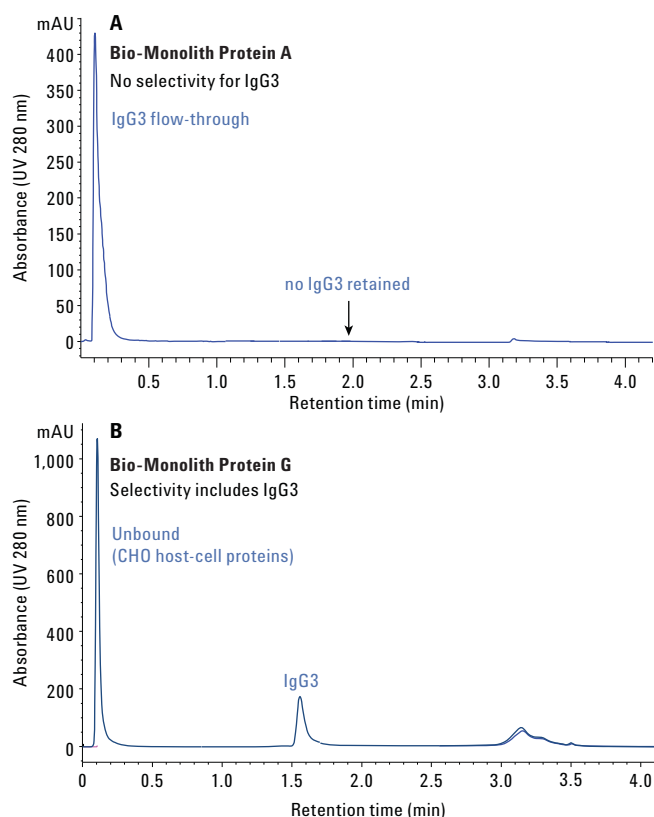 mAU
A
Bio-Monolith Protein A
No selectivity for IgG3
IgG3 flow-through
no IgG3 retained
Absorbance (UV 280 nm)
400
350
300
250
200
150
100
50
0
0.5 1.0 1.5 2.0 2.5 3.0 3.5 4.0
Retention time (min)
mAU
B
Bio-Monolith Protein G
Selectivity includes IgG3
Unbound
(CHO host-cell proteins)
IgG3
Absorbance (UV 280 nm)
1,000
800
600
400
200
0
0 0.5 1.0 1.5 2.0 2.5 3.0 3.5 4.0
Retention time (min)